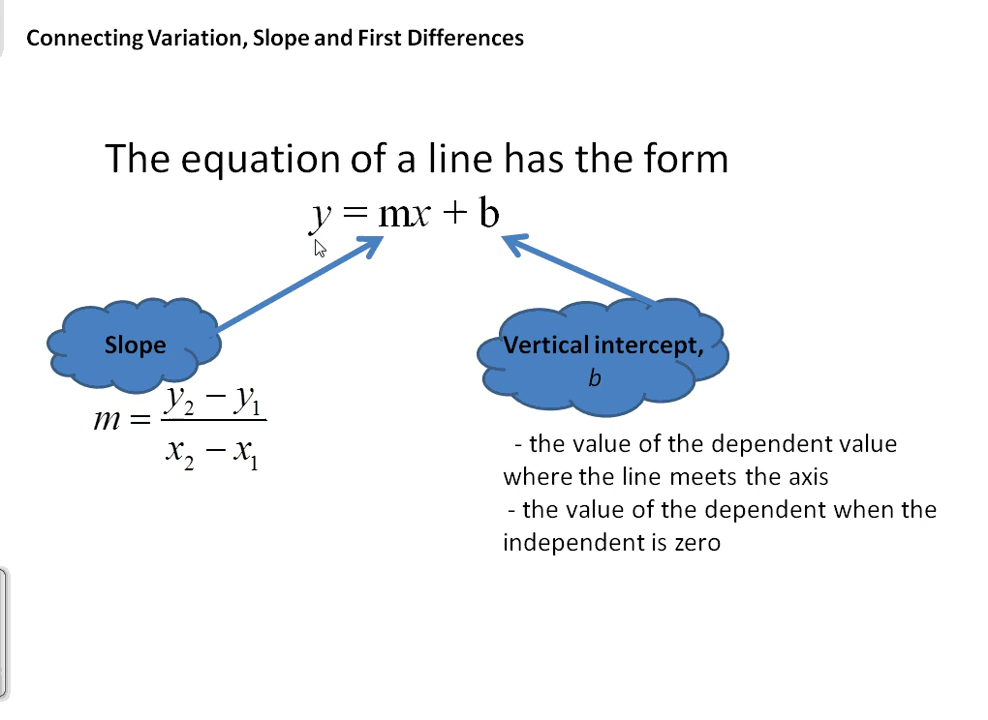 Connecting Variation, Slope and First Differences
The equation of a line has the form
y = mx + b
Slope
m = (y₂ − y₁) / (x₂ − x₁)
Vertical intercept,
b
- the value of the dependent value
where the line meets the axis
- the value of the dependent when the
independent is zero